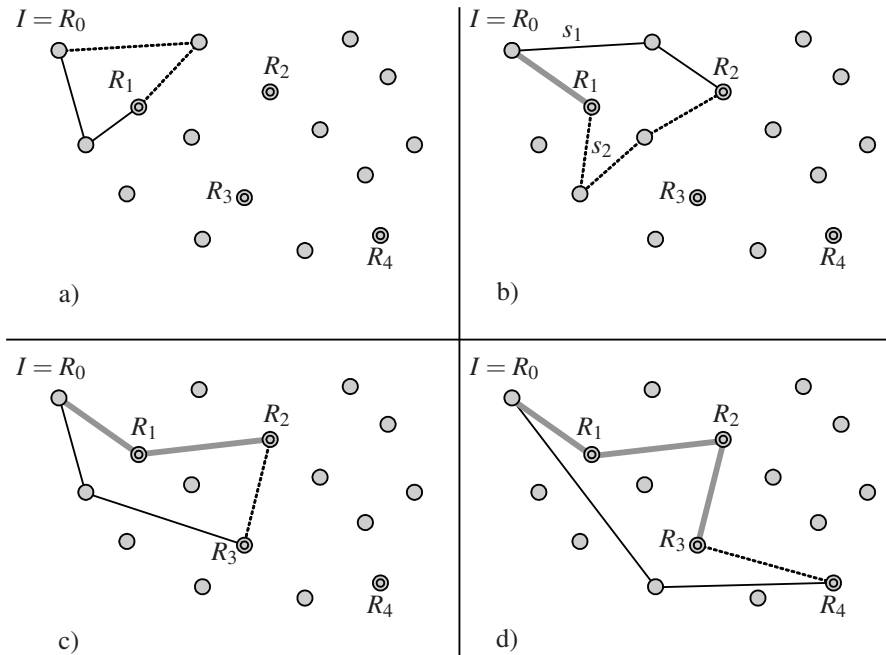 I = R₀
R₁
R₂
R₃
R₄
a)
I = R₀
s₁
R₁
R₂
s₂
R₃
R₄
b)
I = R₀
R₁
R₂
R₃
R₄
c)
I = R₀
R₁
R₂
R₃
R₄
d)